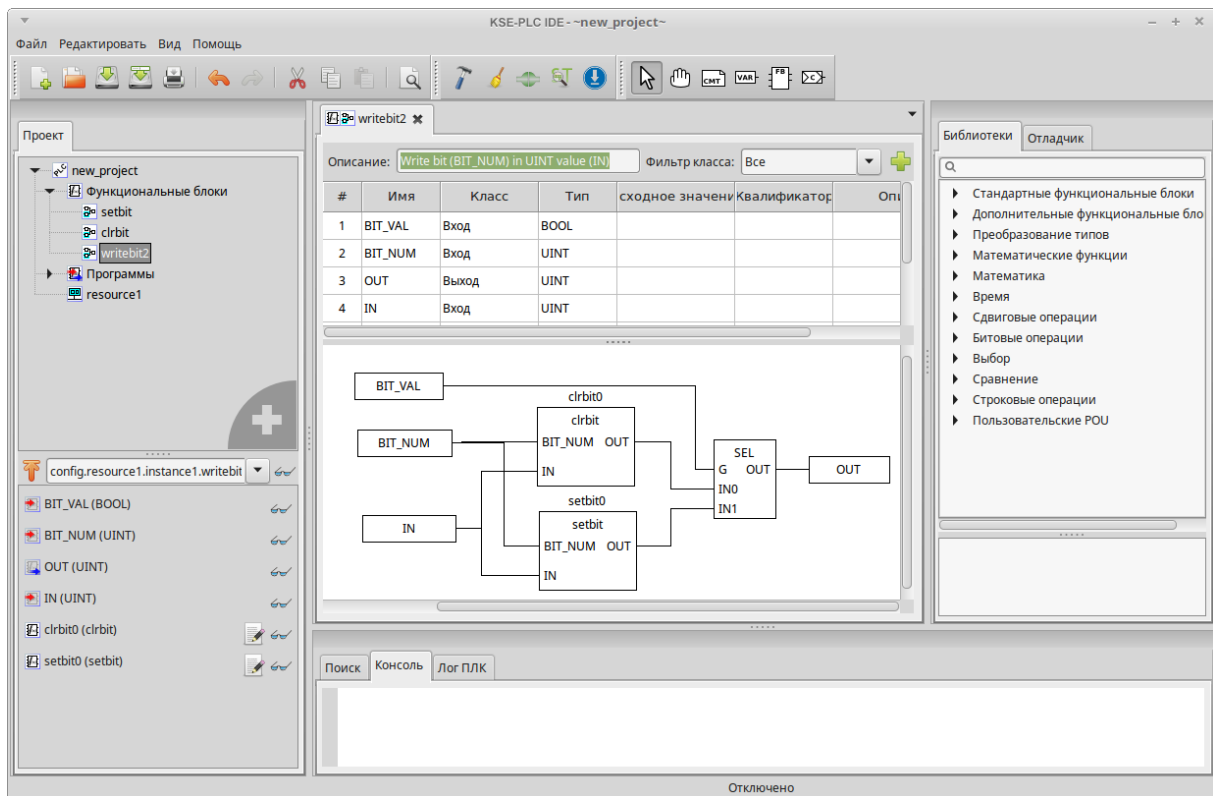 KSE-PLC IDE - ~new_project~
Файл Редактировать Вид Помощь
CMT VAR FB C
Проект
new_project
Функциональные блоки
setbit
clrbit
writebit2
Программы
resource1
config.resource1.instance1.writebit
BIT_VAL (BOOL)
BIT_NUM (UINT)
OUT (UINT)
IN (UINT)
clrbit0 (clrbit)
setbit0 (setbit)
writebit2
Описание: Write bit (BIT_NUM) in UINT value (IN) Фильтр класса: Все
# Имя Класс Тип сходное значени Квалификатор Опи
1 BIT_VAL Вход BOOL
2 BIT_NUM Вход UINT
3 OUT Выход UINT
4 IN Вход UINT
BIT_VAL
clrbit0
clrbit
BIT_NUM BIT_NUM OUT
IN
SEL
G OUT OUT
IN0
IN1
setbit0
IN setbit
BIT_NUM OUT
IN
Библиотеки Отладчик
Стандартные функциональные блоки
Дополнительные функциональные бло
Преобразование типов
Математические функции
Математика
Время
Сдвиговые операции
Битовые операции
Выбор
Сравнение
Строковые операции
Пользовательские POU
Поиск Консоль Лог ПЛК
Отключено